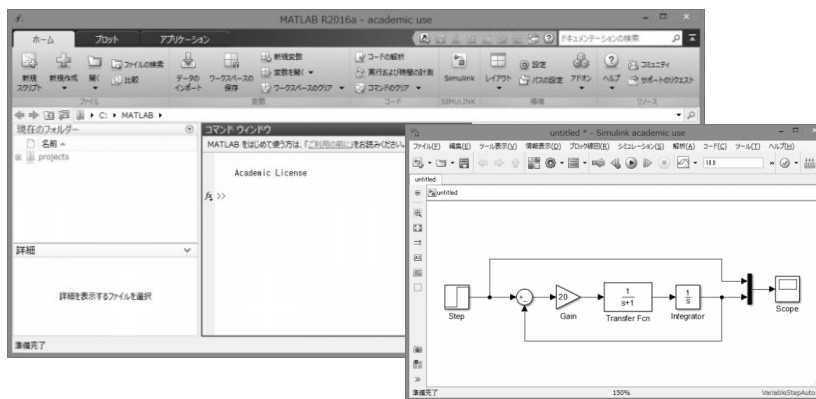 MATLAB R2016a - academic use
ホーム プロット アプリケーション
ドキュメンテーションの検索
新規スクリプト 新規作成 開く ファイルの検索 比較
データのインポート ワークスペースの保存 新規変数 変数を開く ワークスペースのクリア
コードの解析 実行および時間の計測 コマンドのクリア
Simulink レイアウト 設定 パスの設定 アドオン ヘルプ コミュニティ サポートのリクエスト
ファイル 変数 コード SIMULINK 環境 リソース
C: MATLAB
現在のフォルダー
名前
projects
詳細
詳細を表示するファイルを選択
準備完了
コマンド ウィンドウ
MATLAB をはじめて使う方は、「ご利用の前に」をお読みください。
Academic License
fx >>
untitled * - Simulink academic use
ファイル(F) 編集(E) ツール表示(V) 情報表示(D) ブロック線図(R) シミュレーション(S) 解析(A) コード(C) ツール(T) ヘルプ(H)
10.0
untitled
untitled
Step
20
Gain
1
s+1
Transfer Fcn
1
s
Integrator
Scope
準備完了 150% VariableStepAuto